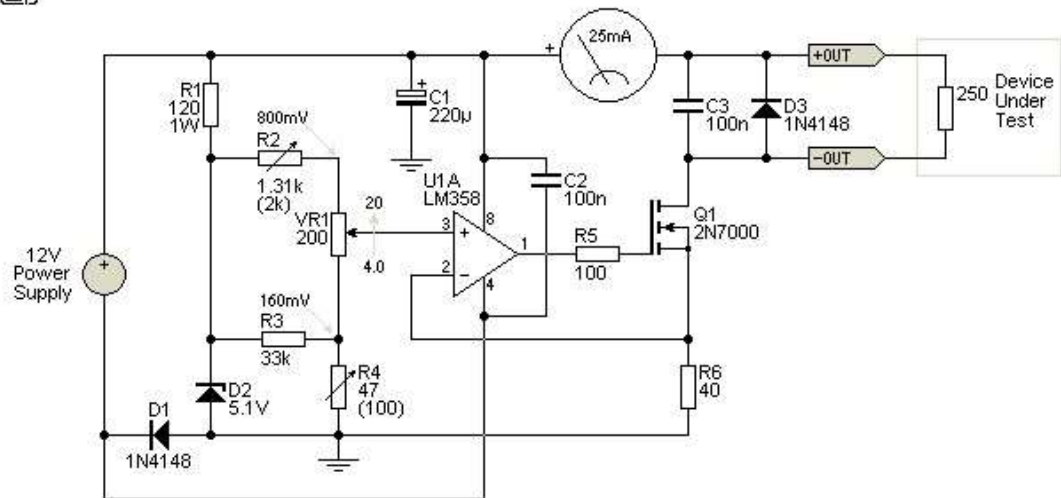 25mA
+
+OUT
R1
120
1W
+
C1
220µ
800mV
R2
1.31k
(2k)
C3
100n
D3
1N4148
250
Device
Under
Test
-OUT
U1A
LM358
C2
100n
VR1
200
20
4.0
3
+
8
2
-
4
1
R5
100
Q1
2N7000
12V
Power
Supply
+
160mV
R3
33k
D2
5.1V
R4
47
(100)
R6
40
D1
1N4148